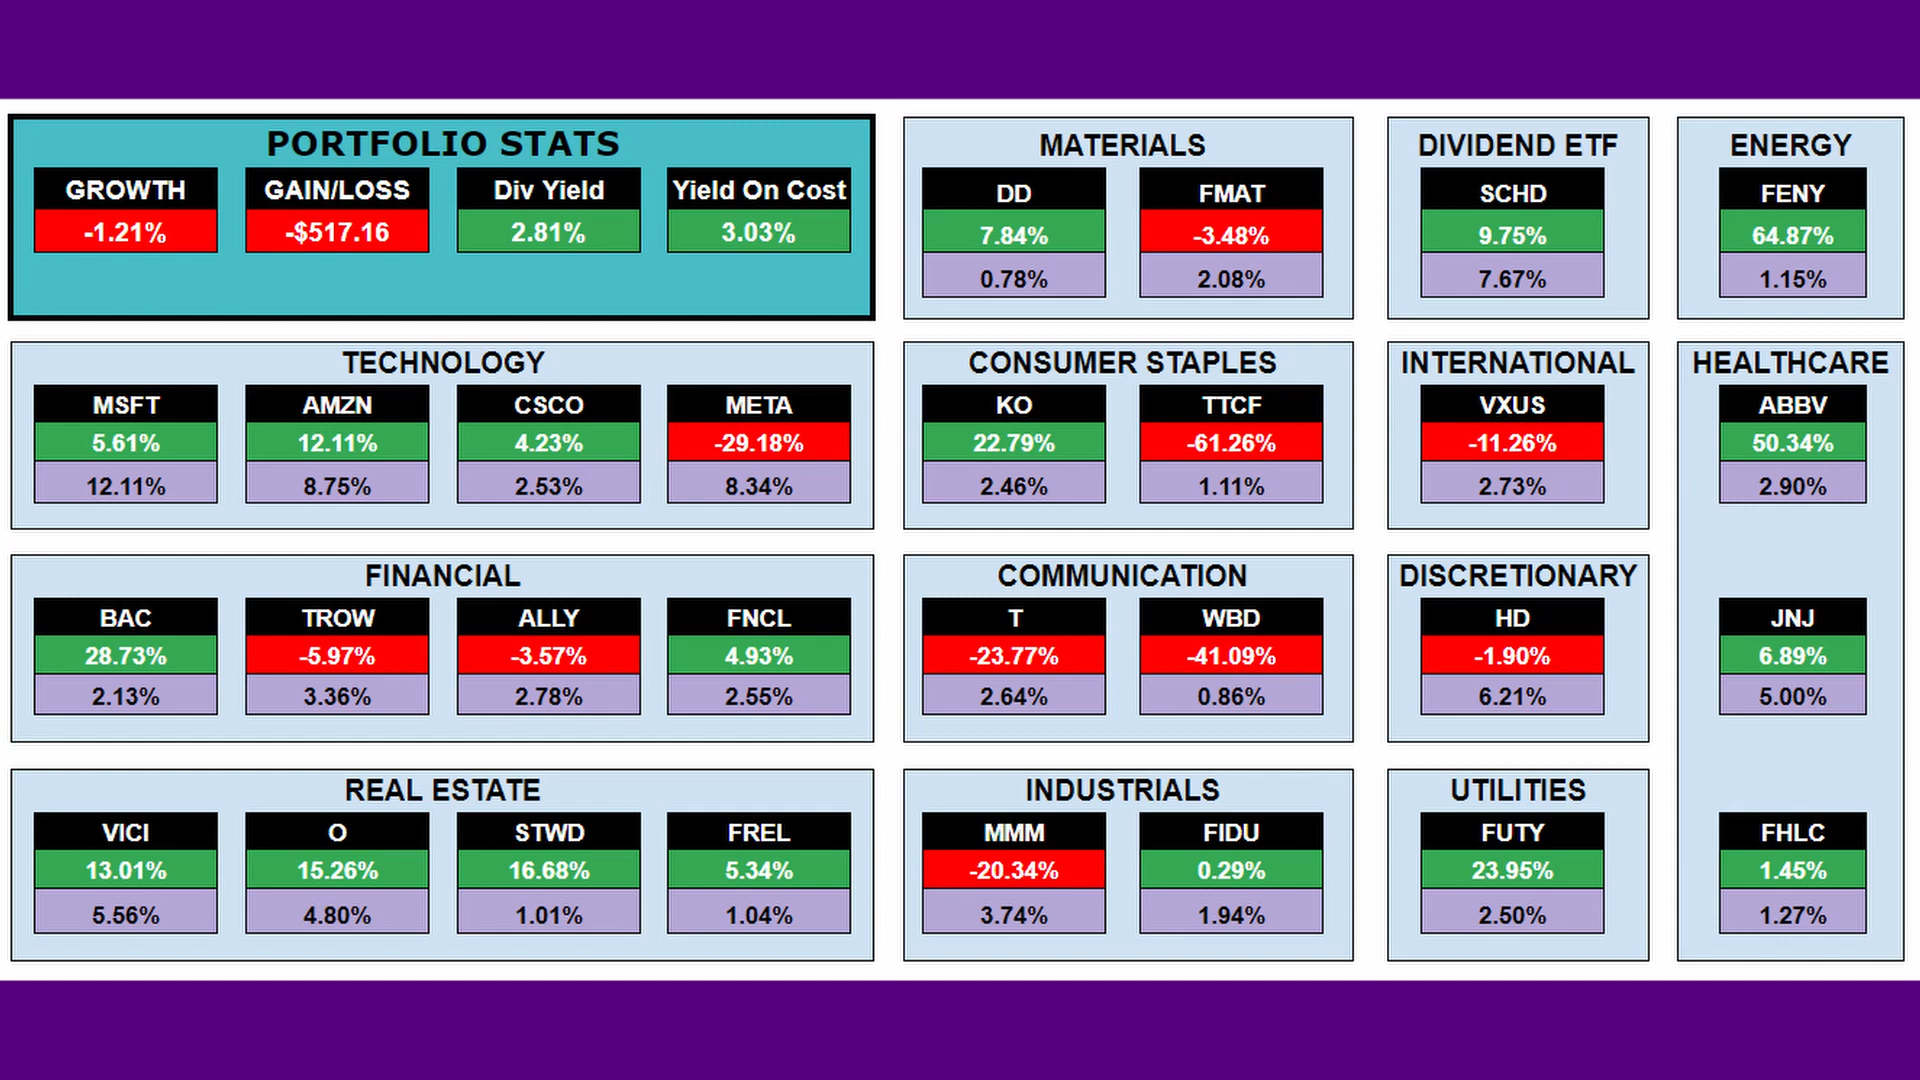 PORTFOLIO STATS
GROWTH GAIN/LOSS Div Yield Yield On Cost
-1.21% -$517.16 2.81% 3.03%
MATERIALS
DD FMAT
7.84% -3.48%
0.78% 2.08%
DIVIDEND ETF
SCHD
9.75%
7.67%
ENERGY
FENY
64.87%
1.15%
TECHNOLOGY
MSFT AMZN CSCO META
5.61% 12.11% 4.23% -29.18%
12.11% 8.75% 2.53% 8.34%
CONSUMER STAPLES
KO TTCF
22.79% -61.26%
2.46% 1.11%
INTERNATIONAL
VXUS
-11.26%
2.73%
HEALTHCARE
ABBV
50.34%
2.90%
JNJ
6.89%
5.00%
FHLC
1.45%
1.27%
FINANCIAL
BAC TROW ALLY FNCL
28.73% -5.97% -3.57% 4.93%
2.13% 3.36% 2.78% 2.55%
COMMUNICATION
T WBD
-23.77% -41.09%
2.64% 0.86%
DISCRETIONARY
HD
-1.90%
6.21%
REAL ESTATE
VICI O STWD FREL
13.01% 15.26% 16.68% 5.34%
5.56% 4.80% 1.01% 1.04%
INDUSTRIALS
MMM FIDU
-20.34% 0.29%
3.74% 1.94%
UTILITIES
FUTY
23.95%
2.50%